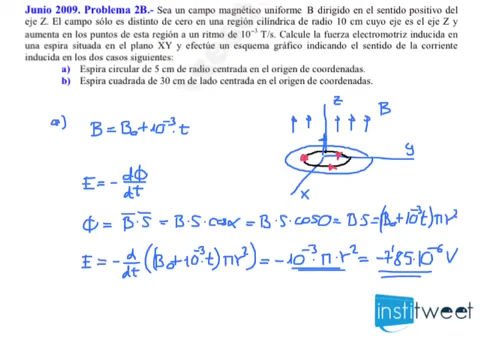 Junio 2009. Problema 2B.- Sea un campo magnético uniforme B dirigido en el sentido positivo del
eje Z. El campo sólo es distinto de cero en una región cilíndrica de radio 10 cm cuyo eje es el eje Z y
aumenta en los puntos de esta región a un ritmo de 10⁻³ T/s. Calcule la fuerza electromotriz inducida en
una espira situada en el plano XY y efectúe un esquema gráfico indicando el sentido de la corriente
inducida en los dos casos siguientes:
a) Espira circular de 5 cm de radio centrada en el origen de coordenadas.
b) Espira cuadrada de 30 cm de lado centrada en el origen de coordenadas.
a) B = B₀ + 10⁻³·t
Z
B
y
X
E = - dΦ/dt
Φ = B̅·S̅ = B·S·cosα = B·S·cos0 = B·S = (B₀ + 10⁻³t)πr²
E = - d/dt (B₀ + 10⁻³·t)πr²) = -10⁻³·π·r² = -7'85·10⁻⁶ V
institweet